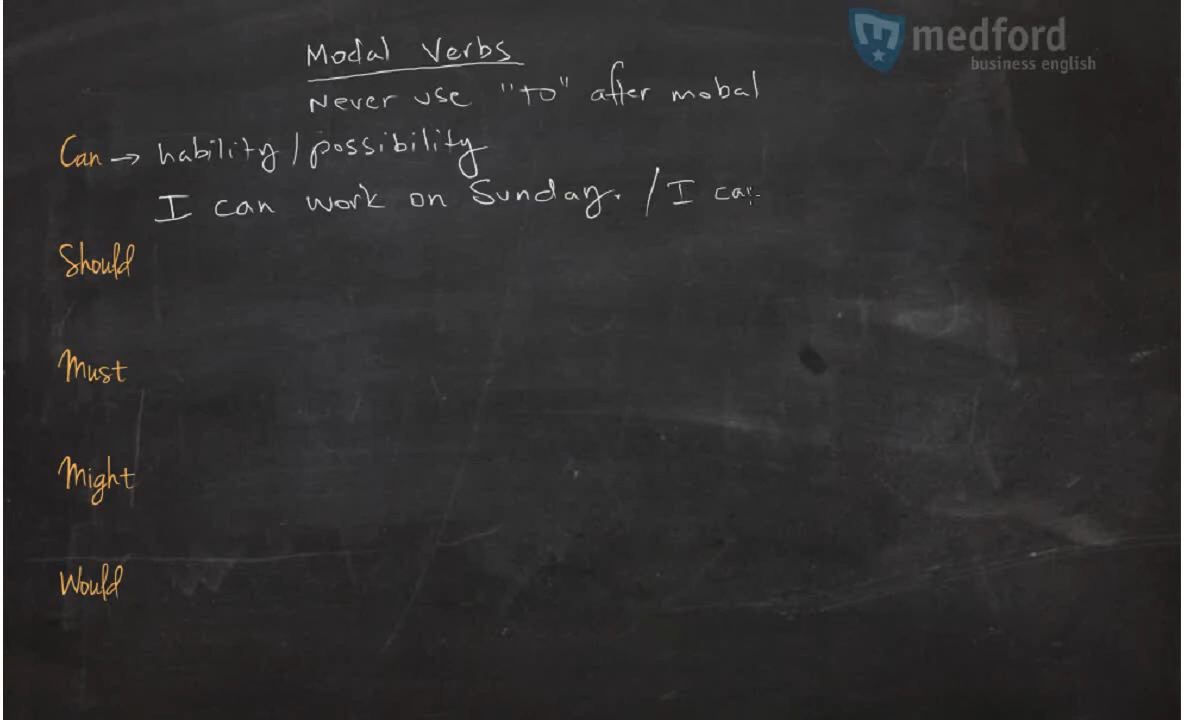 medford
business english
Modal Verbs
Never use "to" after mobal
Can → hability / possibility
I can work on Sunday. / I ca
Should
Must
Might
Would